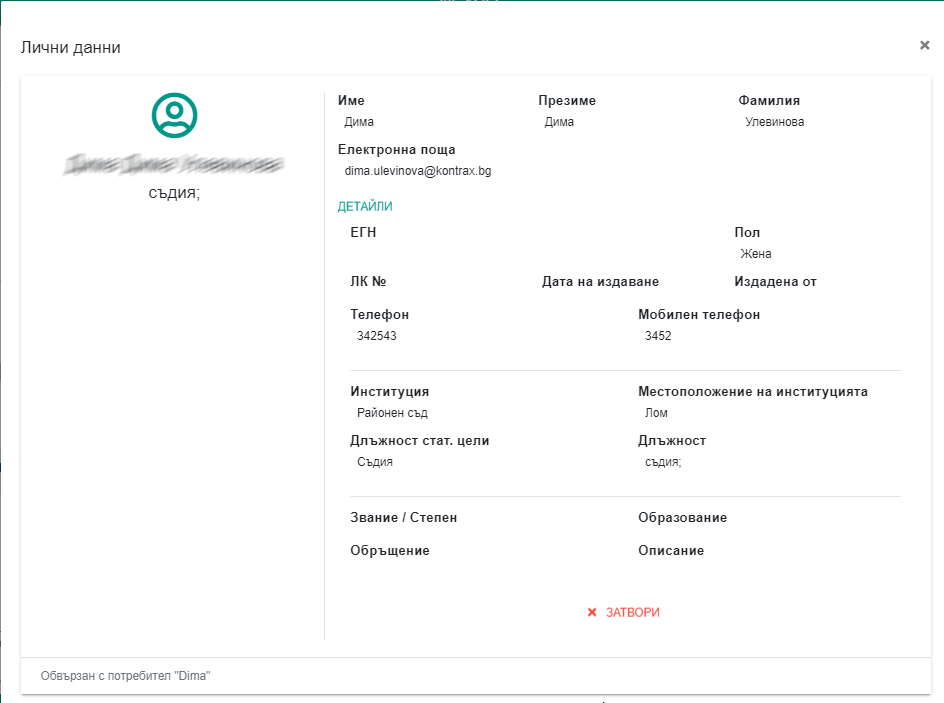 Лични данни
съдия;
Име Презиме Фамилия
Дима Дима Улевинова
Електронна поща
dima.ulevinova@kontrax.bg
ДЕТАЙЛИ
ЕГН Пол
Жена
ЛК № Дата на издаване Издадена от
Телефон Мобилен телефон
342543 3452
Институция Местоположение на институцията
Районен съд Лом
Длъжност стат. цели Длъжност
Съдия съдия;
Звание / Степен Образование
Обръщение Описание
ЗАТВОРИ
Обвързан с потребител "Dima"